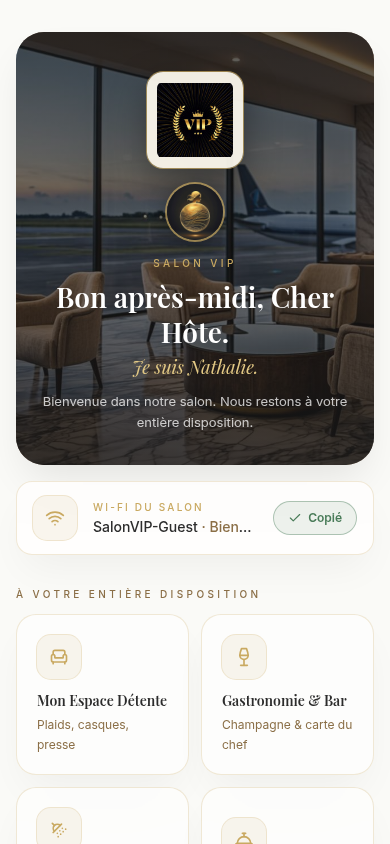 VIP
SALON VIP
Bon après-midi, Cher
Hôte.
Je suis Nathalie.
Bienvenue dans notre salon. Nous restons à votre
entière disposition.
WI-FI DU SALON
SalonVIP-Guest · Bien...
Copié
À VOTRE ENTIÈRE DISPOSITION
Mon Espace Détente
Plaids, casques,
presse
Gastronomie & Bar
Champagne & carte du
chef